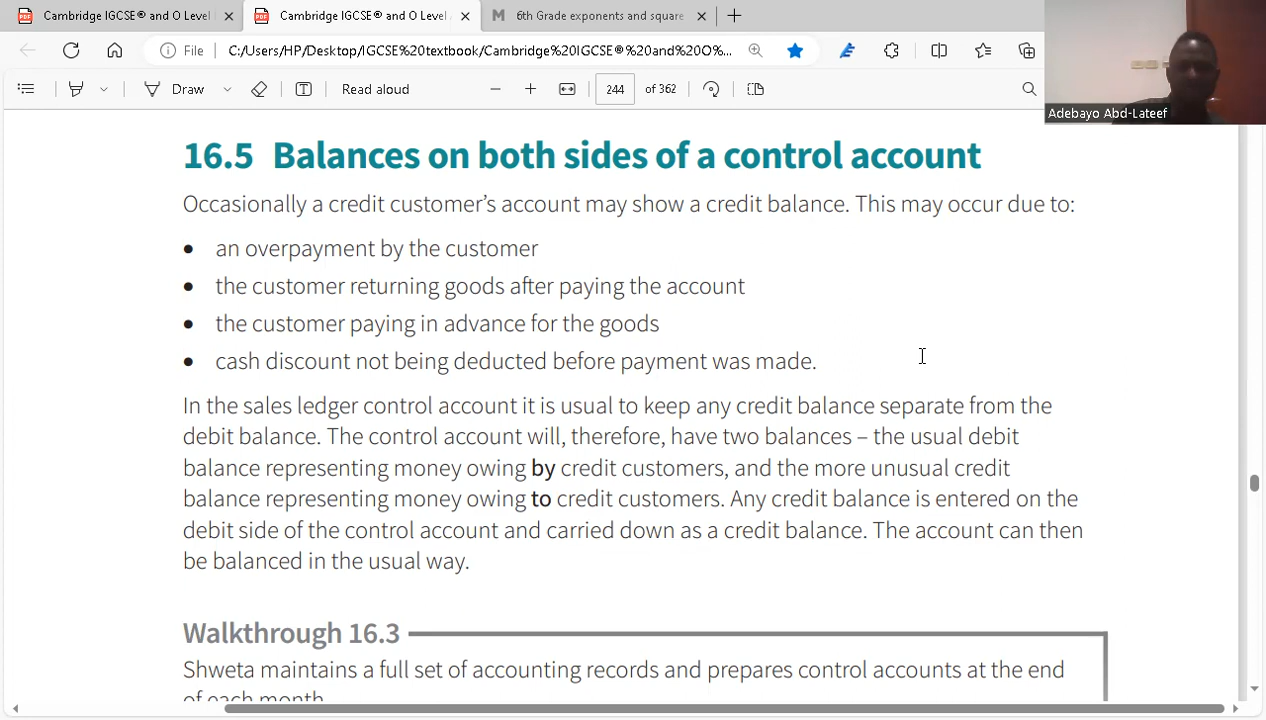 Cambridge IGCSE® and O Level
Cambridge IGCSE® and O Level
6th Grade exponents and square
File
C:/Users/HP/Desktop/IGCSE%20textbook/Cambridge%20IGCSE®%20and%20O%...
Draw
Read aloud
244
of 362
Adebayo Abd-Lateef
16.5 Balances on both sides of a control account
Occasionally a credit customer’s account may show a credit balance. This may occur due to:
• an overpayment by the customer
• the customer returning goods after paying the account
• the customer paying in advance for the goods
• cash discount not being deducted before payment was made.
In the sales ledger control account it is usual to keep any credit balance separate from the
debit balance. The control account will, therefore, have two balances – the usual debit
balance representing money owing by credit customers, and the more unusual credit
balance representing money owing to credit customers. Any credit balance is entered on the
debit side of the control account and carried down as a credit balance. The account can then
be balanced in the usual way.
Walkthrough 16.3
Shweta maintains a full set of accounting records and prepares control accounts at the end
of each month.